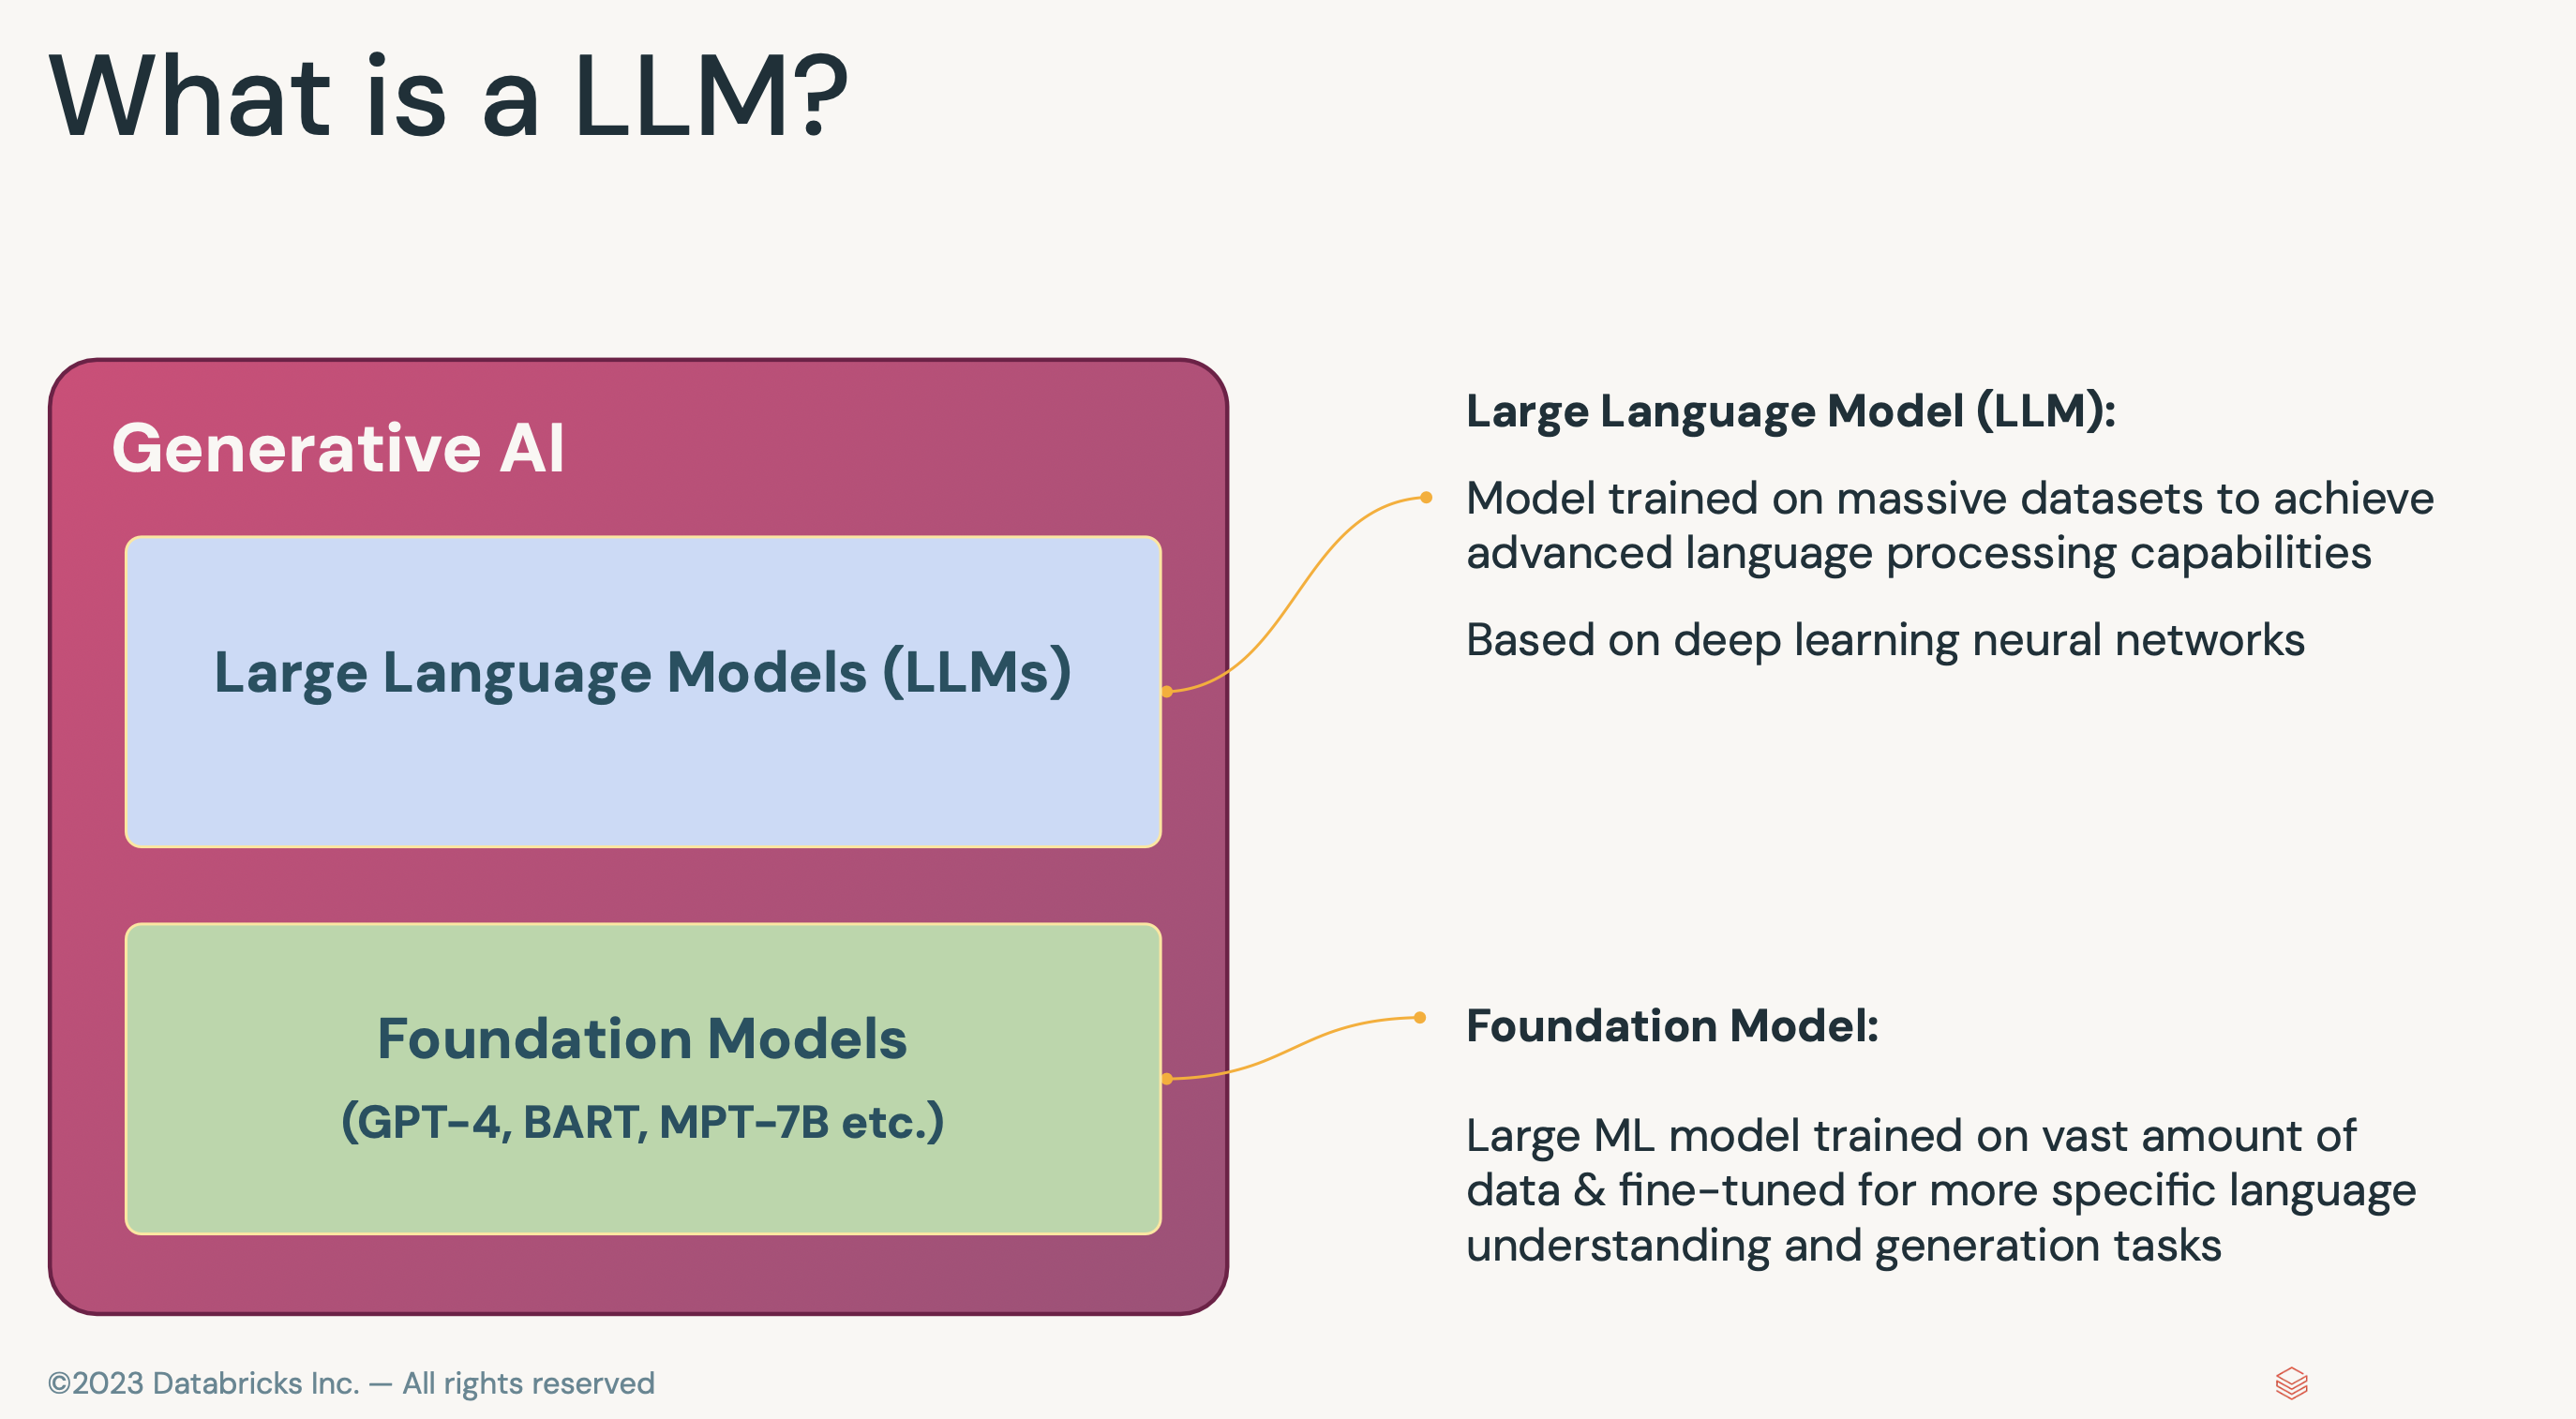 What is a LLM?
Generative AI
Large Language Models (LLMs)
Foundation Models
(GPT-4, BART, MPT-7B etc.)
Large Language Model (LLM):
Model trained on massive datasets to achieve
advanced language processing capabilities
Based on deep learning neural networks
Foundation Model:
Large ML model trained on vast amount of
data & fine-tuned for more specific language
understanding and generation tasks
©2023 Databricks Inc. — All rights reserved